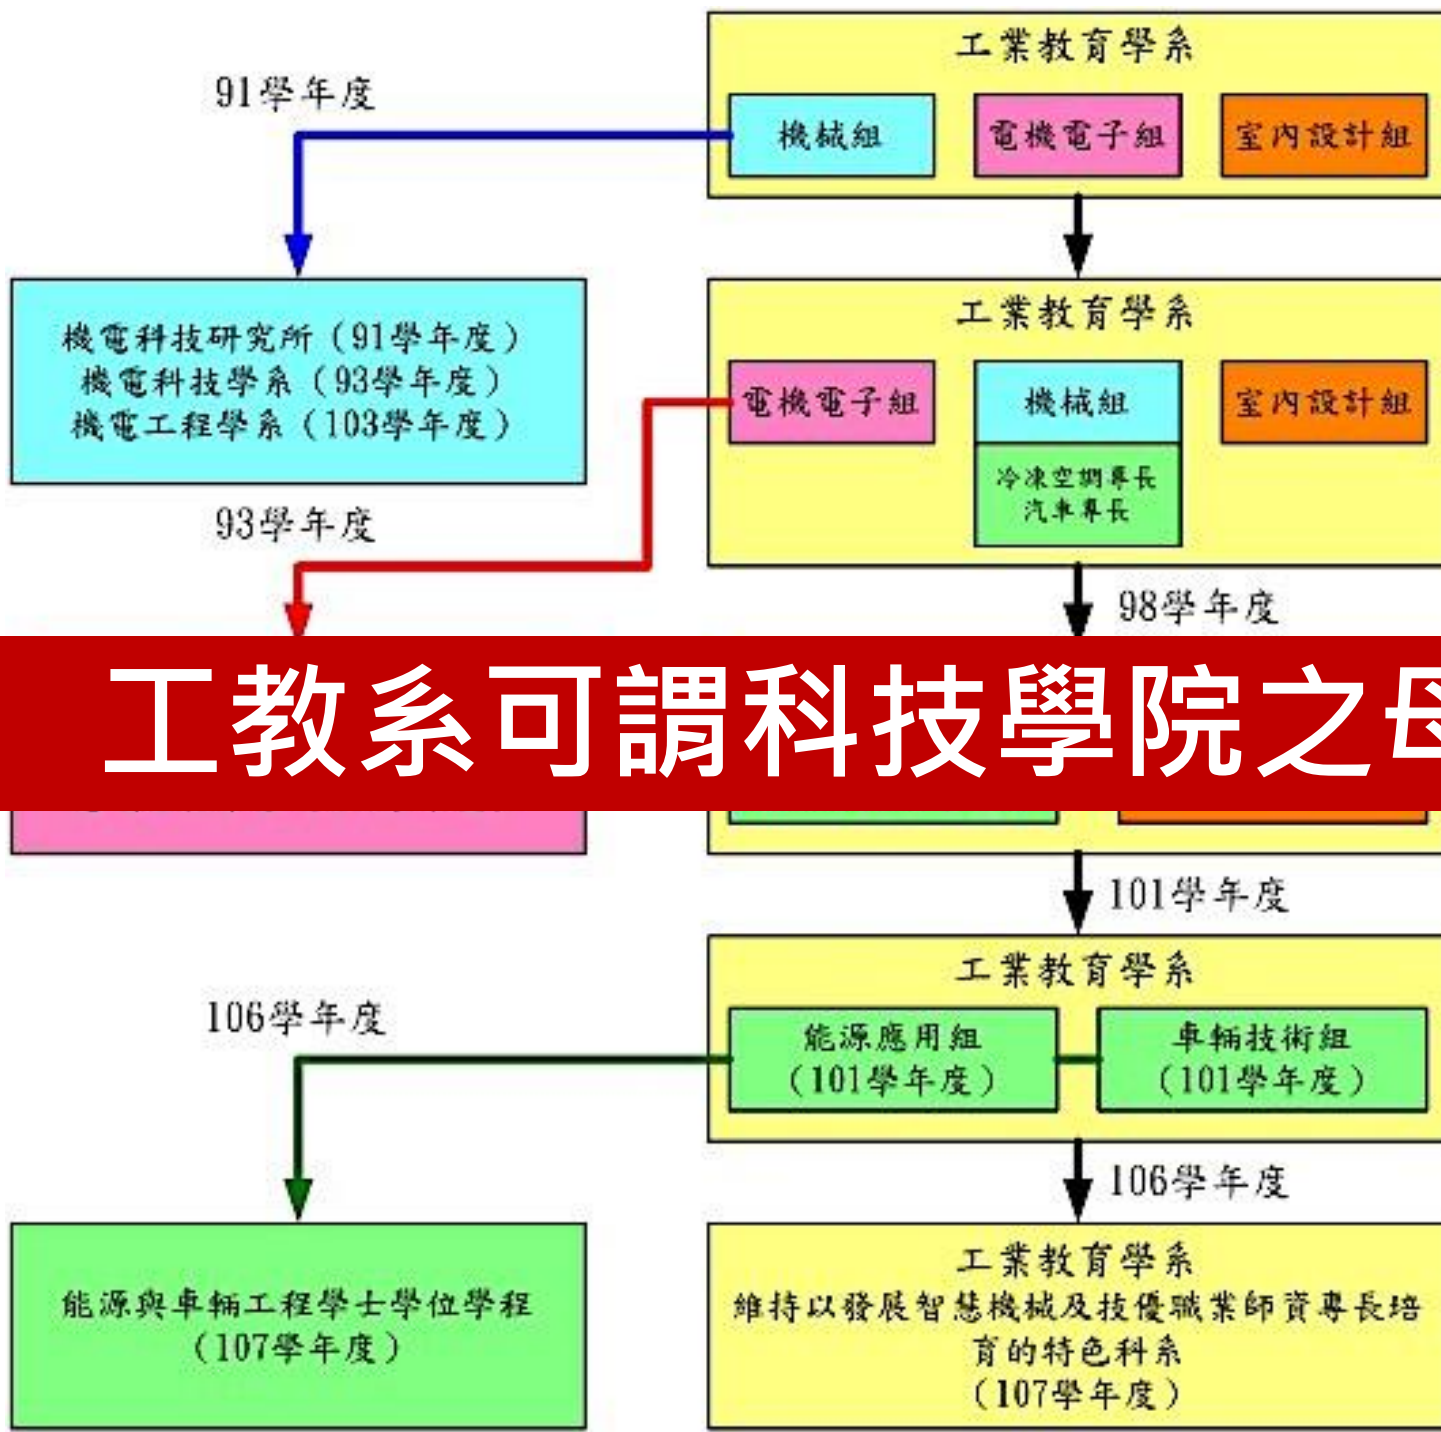 工業教育學系
91學年度
機械組
電機電子組
室內設計組
機電科技研究所（91學年度）
機電科技學系（93學年度）
機電工程學系（103學年度）
工業教育學系
電機電子組
機械組
室內設計組
冷凍空調專長
汽車專長
93學年度
98學年度
工教系可謂科技學院之母
101學年度
工業教育學系
106學年度
能源應用組
（101學年度）
車輛技術組
（101學年度）
106學年度
能源與車輛工程學士學位學程
（107學年度）
工業教育學系
維持以發展智慧機械及技優職業師資專長培
育的特色科系
（107學年度）